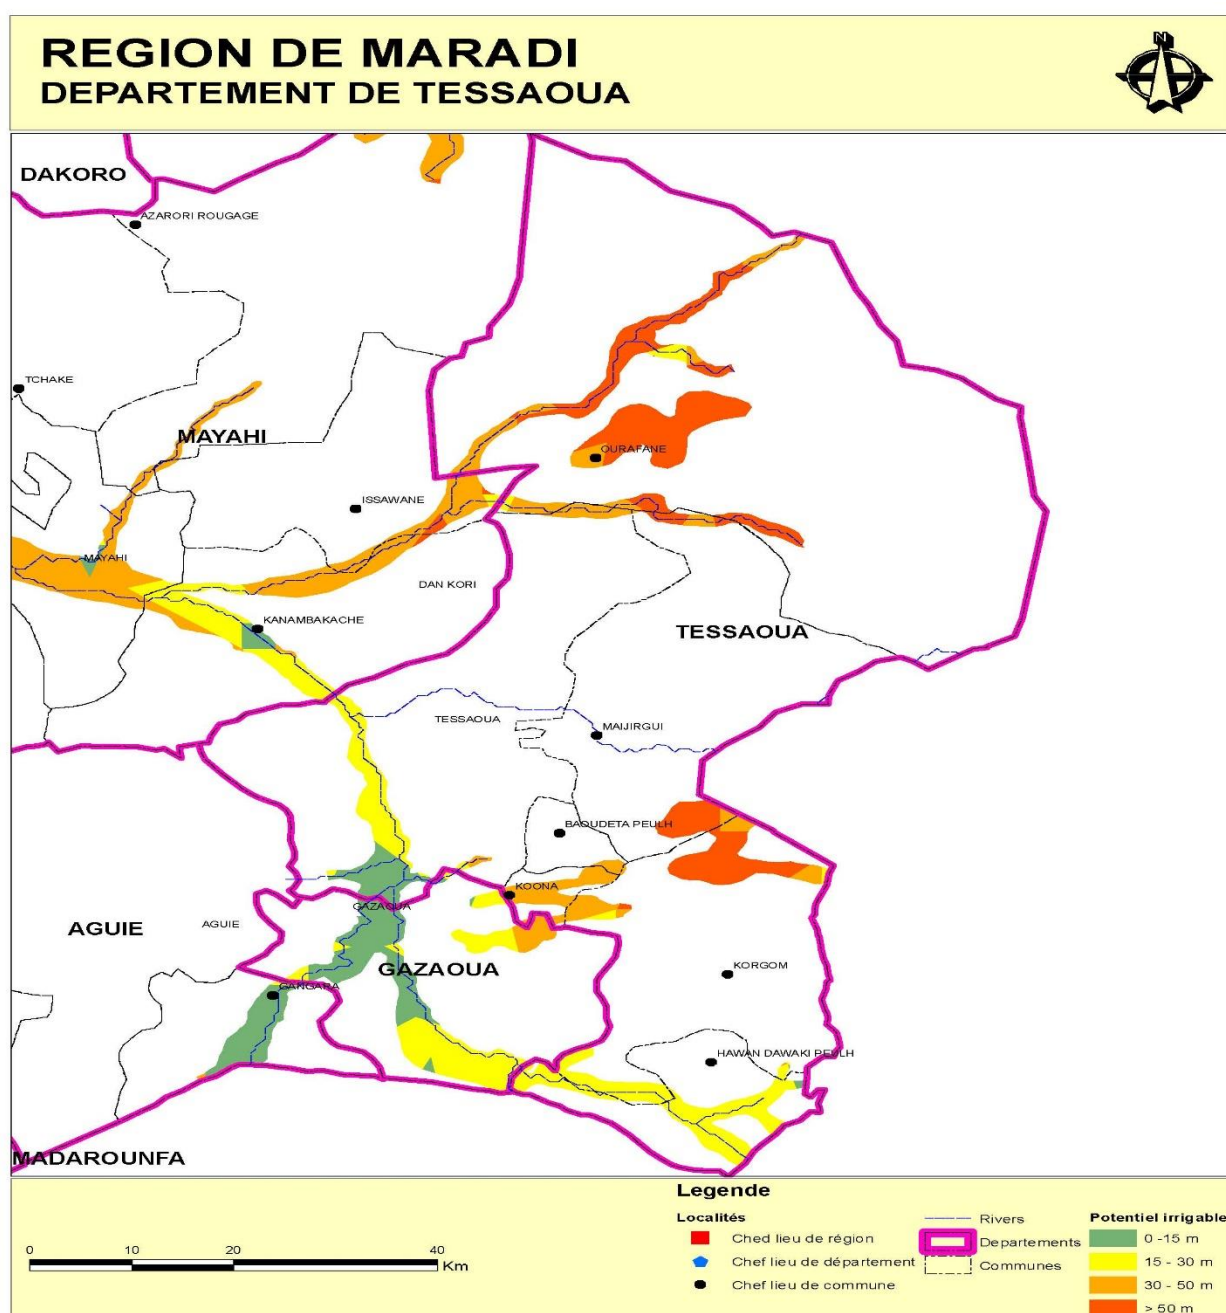 REGION DE MARADI
DEPARTEMENT DE TESSAOUA
N
DAKORO
AZARORI ROUGAGE
TCHAKE
MAYAHI
OURAFANE
ISSAWANE
MAYAHI
DAN KORI
KANAMBAKACHE
TESSAOUA
TESSAOUA
MAIJIRGUI
BAOUDETA PEULH
KOONA
GAZAOUA
AGUIE
AGUIE
GAZAOUA
KORGOM
GANGARA
HAWAN DAWAKI PEULH
MADAROUNFA
Legende
Localités
Ched lieu de région
Chef lieu de département
Chef lieu de commune
Rivers
Departements
Communes
Potentiel irrigable
0 -15 m
15 - 30 m
30 - 50 m
> 50 m
0 10 20 40
Km